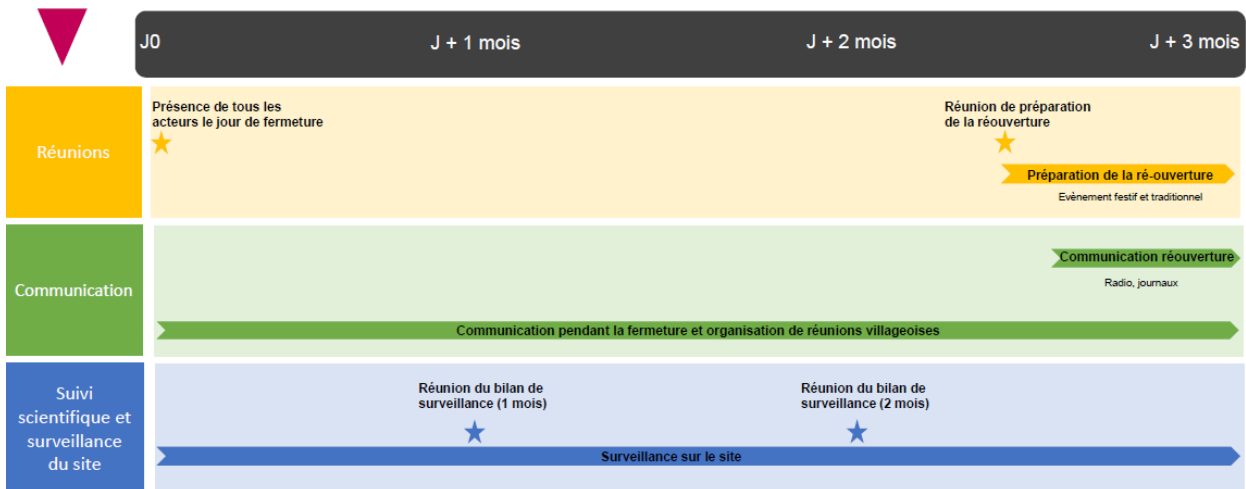 J0
J + 1 mois
J + 2 mois
J + 3 mois
Réunions
Présence de tous les
acteurs le jour de fermeture
Réunion de préparation
de la réouverture
Préparation de la ré-ouverture
Evènement festif et traditionnel
Communication
Communication réouverture
Radio, journaux
Communication pendant la fermeture et organisation de réunions villageoises
Suivi
scientifique et
surveillance
du site
Réunion du bilan de
surveillance (1 mois)
Réunion du bilan de
surveillance (2 mois)
Surveillance sur le site